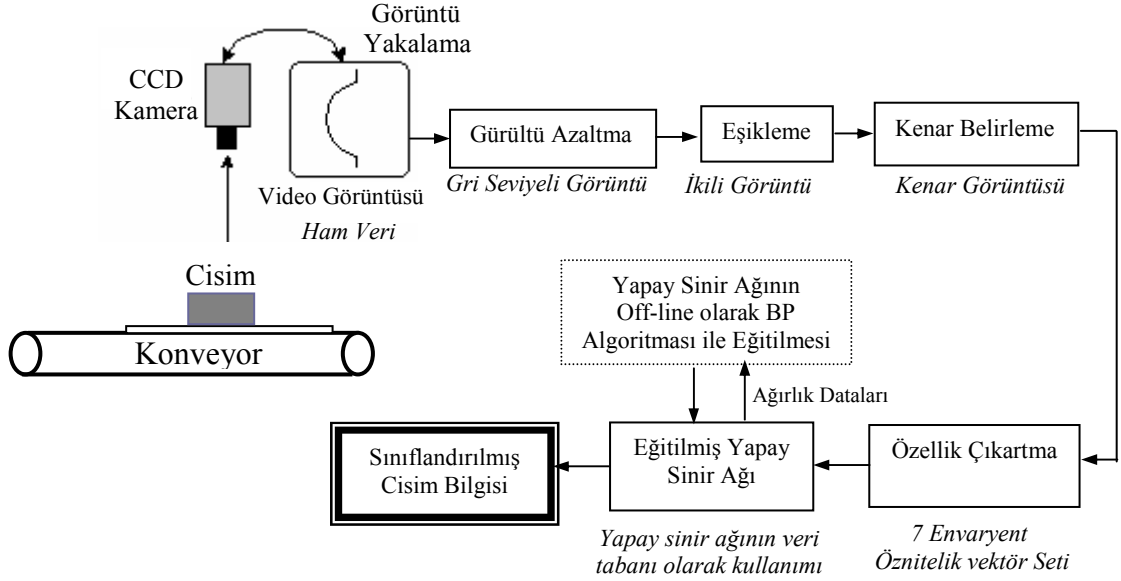 Görüntü
Yakalama
CCD
Kamera
Video Görüntüsü
Ham Veri
Gürültü Azaltma
Gri Seviyeli Görüntü
Eşikleme
İkili Görüntü
Kenar Belirleme
Kenar Görüntüsü
Cisim
Konveyor
Yapay Sinir Ağının
Off-line olarak BP
Algoritması ile Eğitilmesi
Ağırlık Dataları
Sınıflandırılmış
Cisim Bilgisi
Eğitilmiş Yapay
Sinir Ağı
Yapay sinir ağının veri
tabanı olarak kullanımı
Özellik Çıkartma
7 Envaryent
Öznitelik vektör Seti